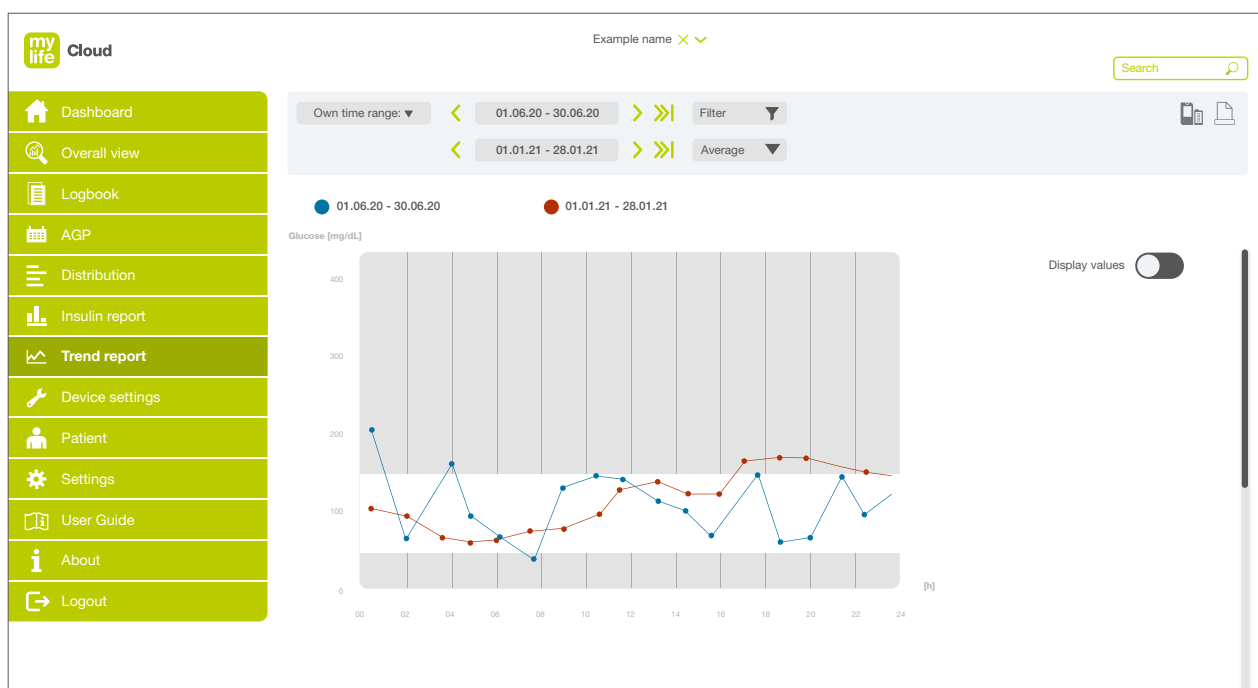 my
life
Cloud
Example name
Search
Dashboard
Overall view
Logbook
AGP
Distribution
Insulin report
Trend report
Device settings
Patient
Settings
User Guide
About
Logout
Own time range:
01.06.20 - 30.06.20
Filter
01.01.21 - 28.01.21
Average
01.06.20 - 30.06.20
01.01.21 - 28.01.21
Glucose [mg/dL]
Display values
400
300
200
100
0
[h]
00 02 04 06 08 10 12 14 16 18 20 22 24